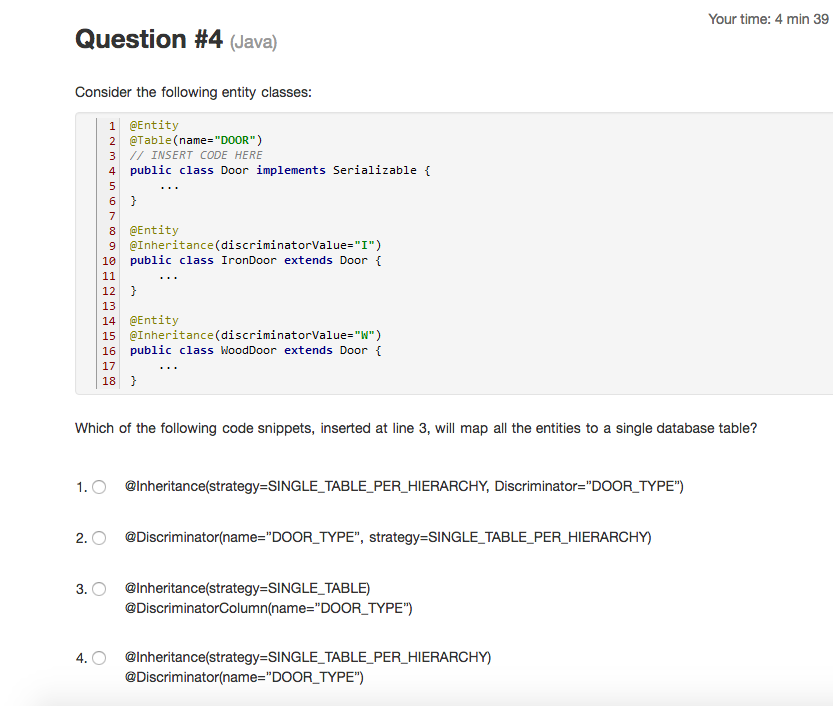 Your time: 4 min 39
Question #4 (Java)
Consider the following entity classes:
1 @Entity
2 @Table(name="DOOR")
3 // INSERT CODE HERE
4 public class Door implements Serializable {
5 ...
6 }
7
8 @Entity
9 @Inheritance(discriminatorValue="I")
10 public class IronDoor extends Door {
11 ...
12 }
13
14 @Entity
15 @Inheritance(discriminatorValue="W")
16 public class WoodDoor extends Door {
17 ...
18 }
Which of the following code snippets, inserted at line 3, will map all the entities to a single database table?
1. @Inheritance(strategy=SINGLE_TABLE_PER_HIERARCHY, Discriminator=”DOOR_TYPE”)
2. @Discriminator(name=”DOOR_TYPE”, strategy=SINGLE_TABLE_PER_HIERARCHY)
3. @Inheritance(strategy=SINGLE_TABLE)
@DiscriminatorColumn(name=”DOOR_TYPE”)
4. @Inheritance(strategy=SINGLE_TABLE_PER_HIERARCHY)
@Discriminator(name=”DOOR_TYPE”)